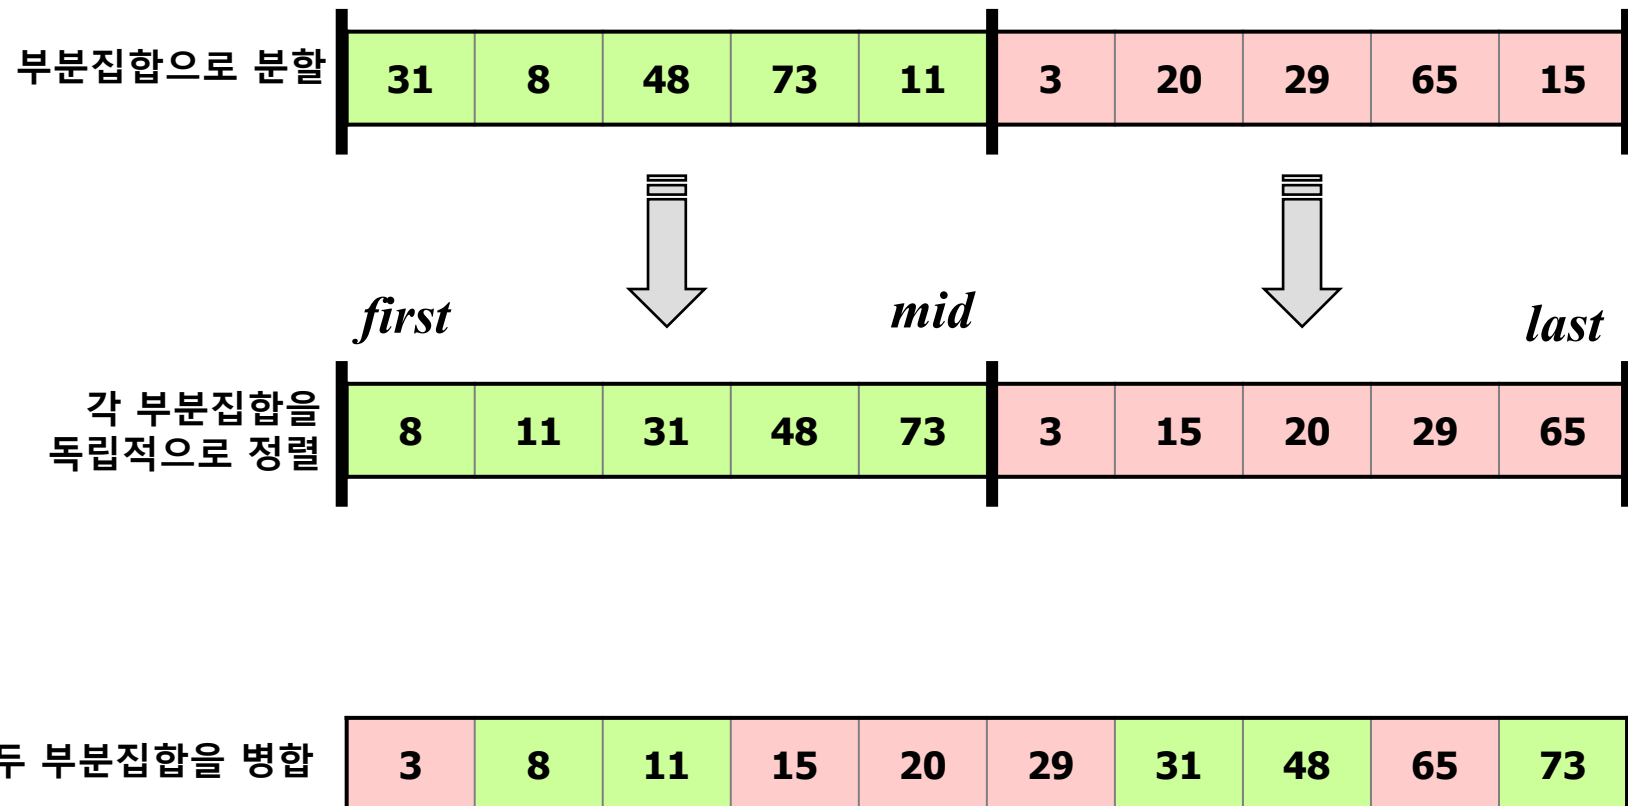 부분집합으로 분할
31 8 48 73 11 3 20 29 65 15
first mid last
각 부분집합을
독립적으로 정렬
8 11 31 48 73 3 15 20 29 65
두 부분집합을 병합
3 8 11 15 20 29 31 48 65 73